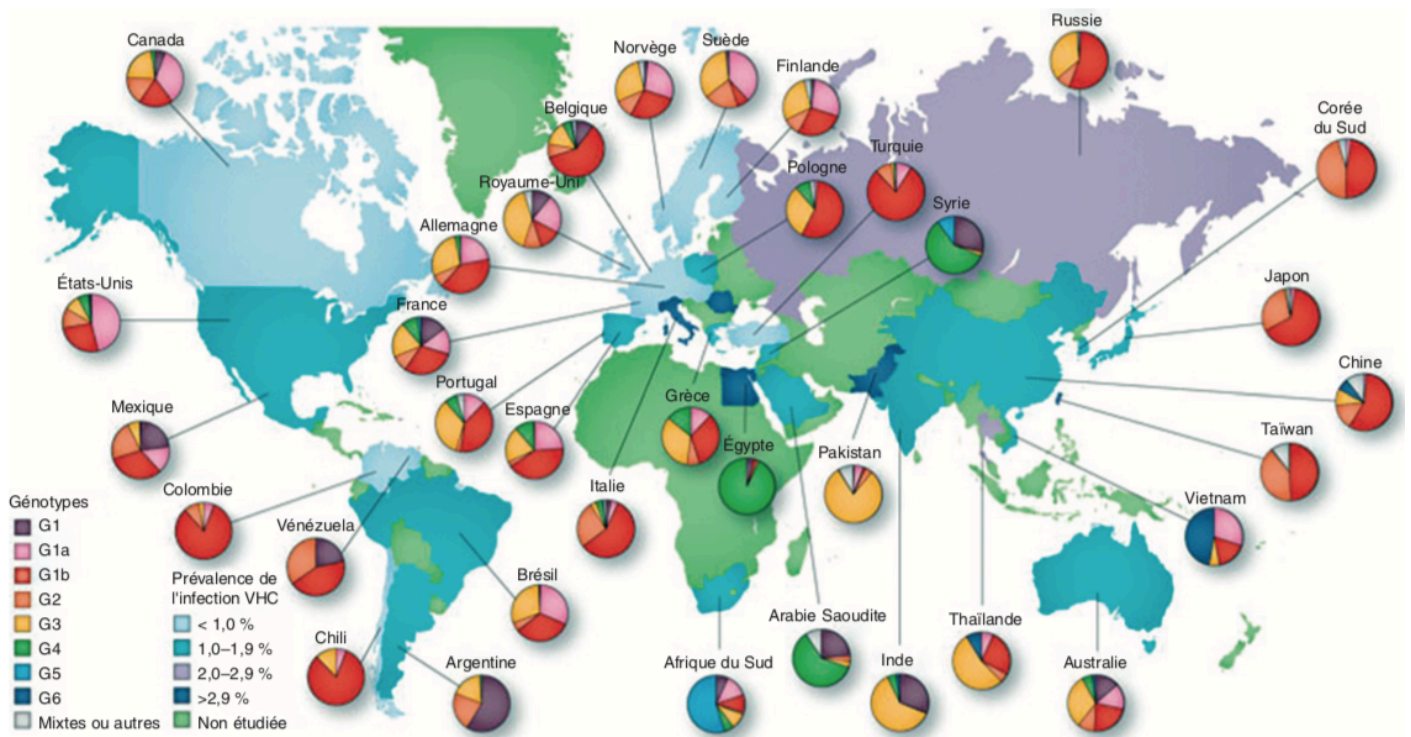 Canada
Norvège
Suède
Finlande
Russie
Belgique
Corée
du Sud
Turquie
Pologne
Royaume-Uni
Syrie
Allemagne
États-Unis
France
Japon
Chine
Portugal
Espagne
Grèce
Mexique
Égypte
Pakistan
Taïwan
Colombie
Italie
Vietnam
Vénézuela
Brésil
Chili
Argentine
Afrique du Sud
Arabie Saoudite
Inde
Thaïlande
Australie
Génotypes
G1
G1a
G1b
G2
G3
G4
G5
G6
Mixtes ou autres
Prévalence de
l'infection VHC
< 1,0 %
1,0–1,9 %
2,0–2,9 %
>2,9 %
Non étudiée